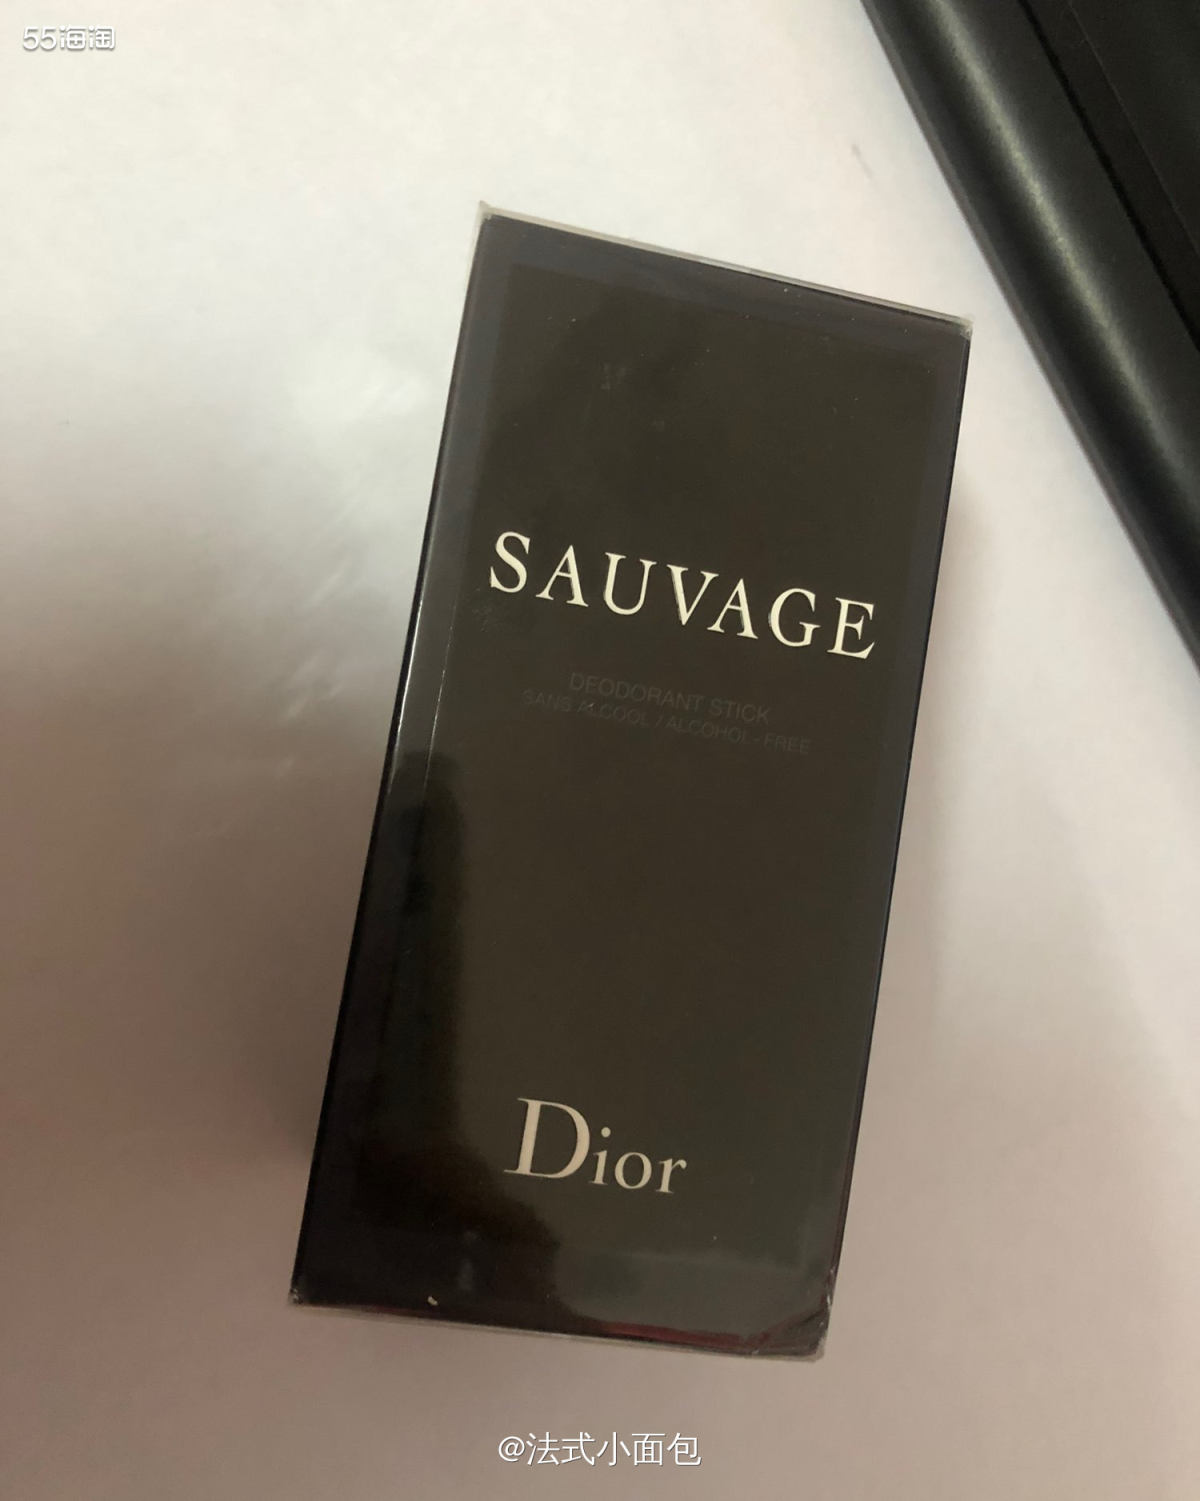 55海淘
SAUVAGE
DEODORANT STICK
SANS ALCOOL / ALCOHOL-FREE
Dior
@法式小面包